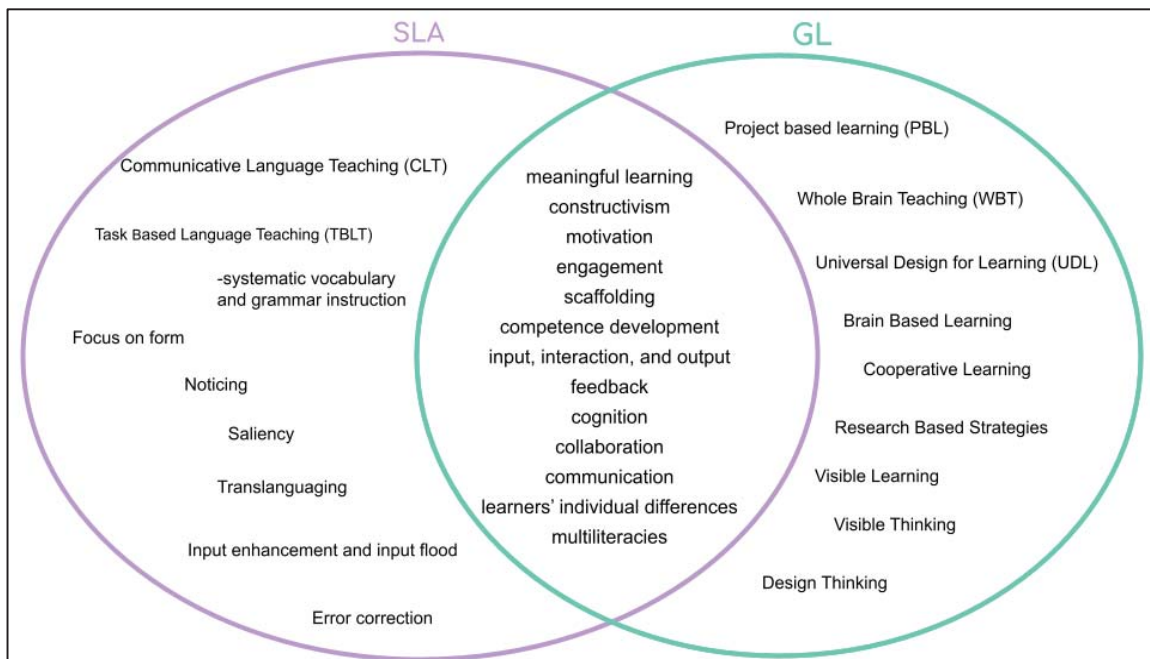 SLA
GL
Communicative Language Teaching (CLT)
Task Based Language Teaching (TBLT)
-systematic vocabulary
and grammar instruction
Focus on form
Noticing
Saliency
Translanguaging
Input enhancement and input flood
Error correction
meaningful learning
constructivism
motivation
engagement
scaffolding
competence development
input, interaction, and output
feedback
cognition
collaboration
communication
learners' individual differences
multiliteracies
Project based learning (PBL)
Whole Brain Teaching (WBT)
Universal Design for Learning (UDL)
Brain Based Learning
Cooperative Learning
Research Based Strategies
Visible Learning
Visible Thinking
Design Thinking